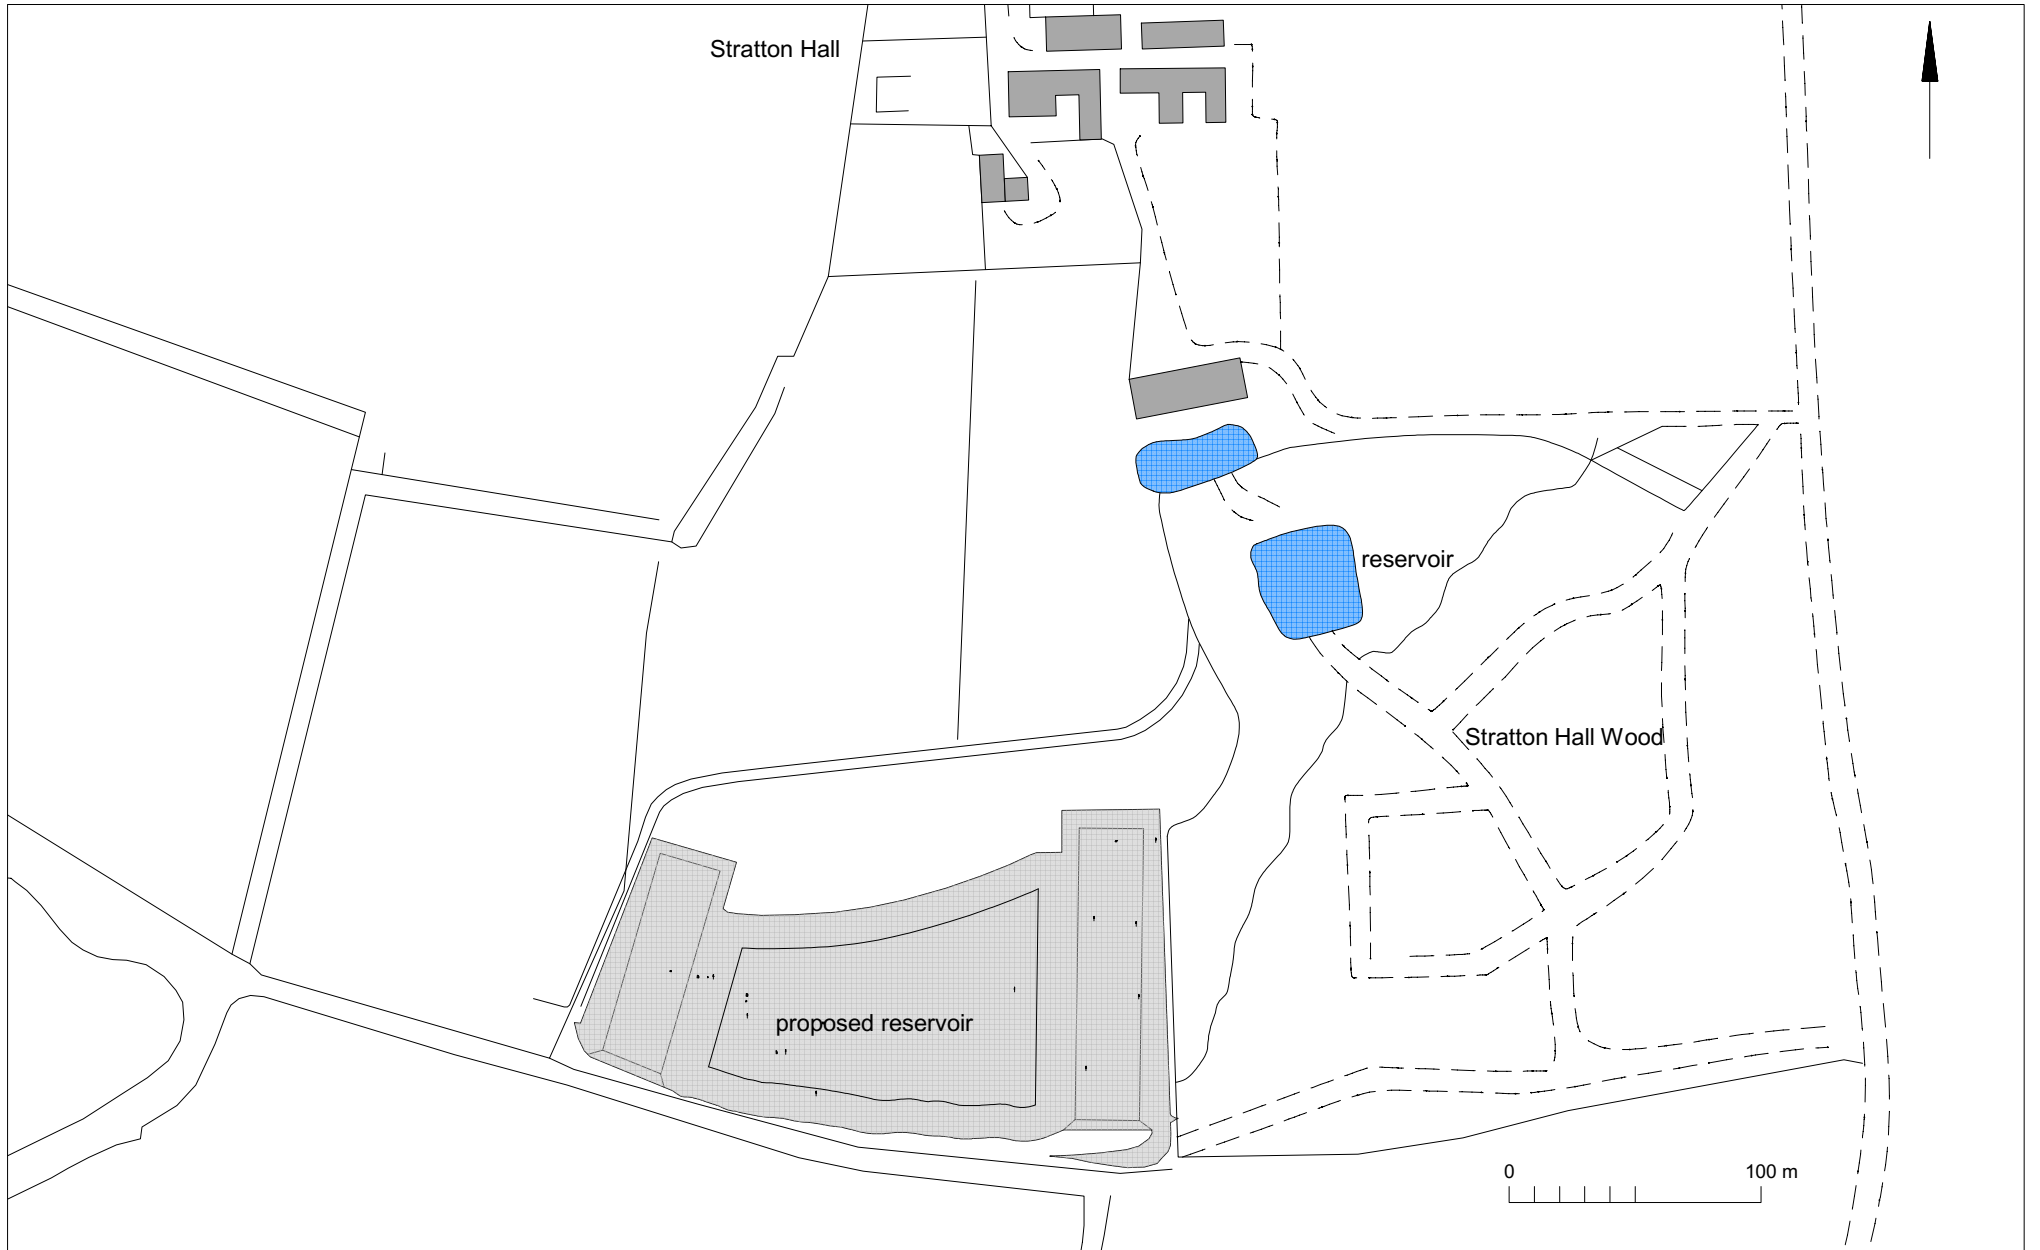 Stratton Hall
reservoir
Stratton Hall Wood
proposed reservoir
0 100 m